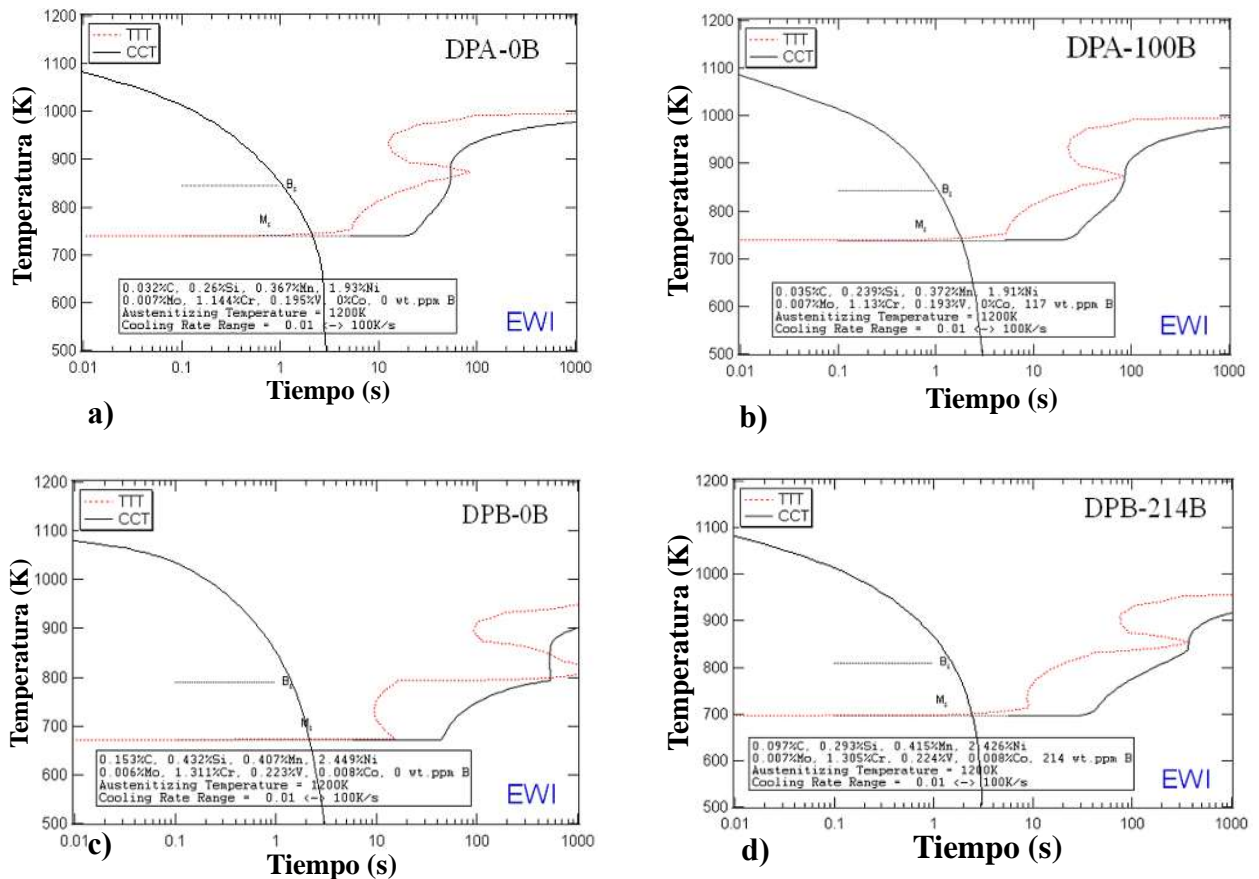 1200
1100
1000
900
800
700
600
500
Temperatura (K)
TTT
CCT
DPA-0B
Bs
Ms
0.032%C, 0.26%Si, 0.367%Mn, 1.93%Ni
0.007%Mo, 1.144%Cr, 0.195%V, 0%Co, 0 wt.ppm B
Austenitizing Temperature = 1200K
Cooling Rate Range = 0.01 <-> 100K/s
EWI
0.01 0.1 1 10 100 1000
Tiempo (s)
a)
1200
1100
1000
900
800
700
600
500
Temperatura (K)
TTT
CCT
DPA-100B
Bs
Ms
0.035%C, 0.239%Si, 0.372%Mn, 1.91%Ni
0.007%Mo, 1.13%Cr, 0.193%V, 0%Co, 117 wt.ppm B
Austenitizing Temperature = 1200K
Cooling Rate Range = 0.01 <-> 100K/s
EWI
0.01 0.1 1 10 100 1000
Tiempo (s)
b)
1200
1100
1000
900
800
700
600
500
Temperatura (K)
TTT
CCT
DPB-0B
Bs
Ms
0.153%C, 0.432%Si, 0.407%Mn, 2.449%Ni
0.006%Mo, 1.311%Cr, 0.223%V, 0.008%Co, 0 wt.ppm B
Austenitizing Temperature = 1200K
Cooling Rate Range = 0.01 <-> 100K/s
EWI
0.01 0.1 1 10 100 1000
Tiempo (s)
c)
1200
1100
1000
900
800
700
600
500
Temperatura (K)
TTT
CCT
DPB-214B
Bs
Ms
0.097%C, 0.293%Si, 0.415%Mn, 2.426%Ni
0.007%Mo, 1.305%Cr, 0.224%V, 0.008%Co, 214 wt.ppm B
Austenitizing Temperature = 1200K
Cooling Rate Range = 0.01 <-> 100K/s
EWI
0.01 0.1 1 10 100 1000
Tiempo (s)
d)